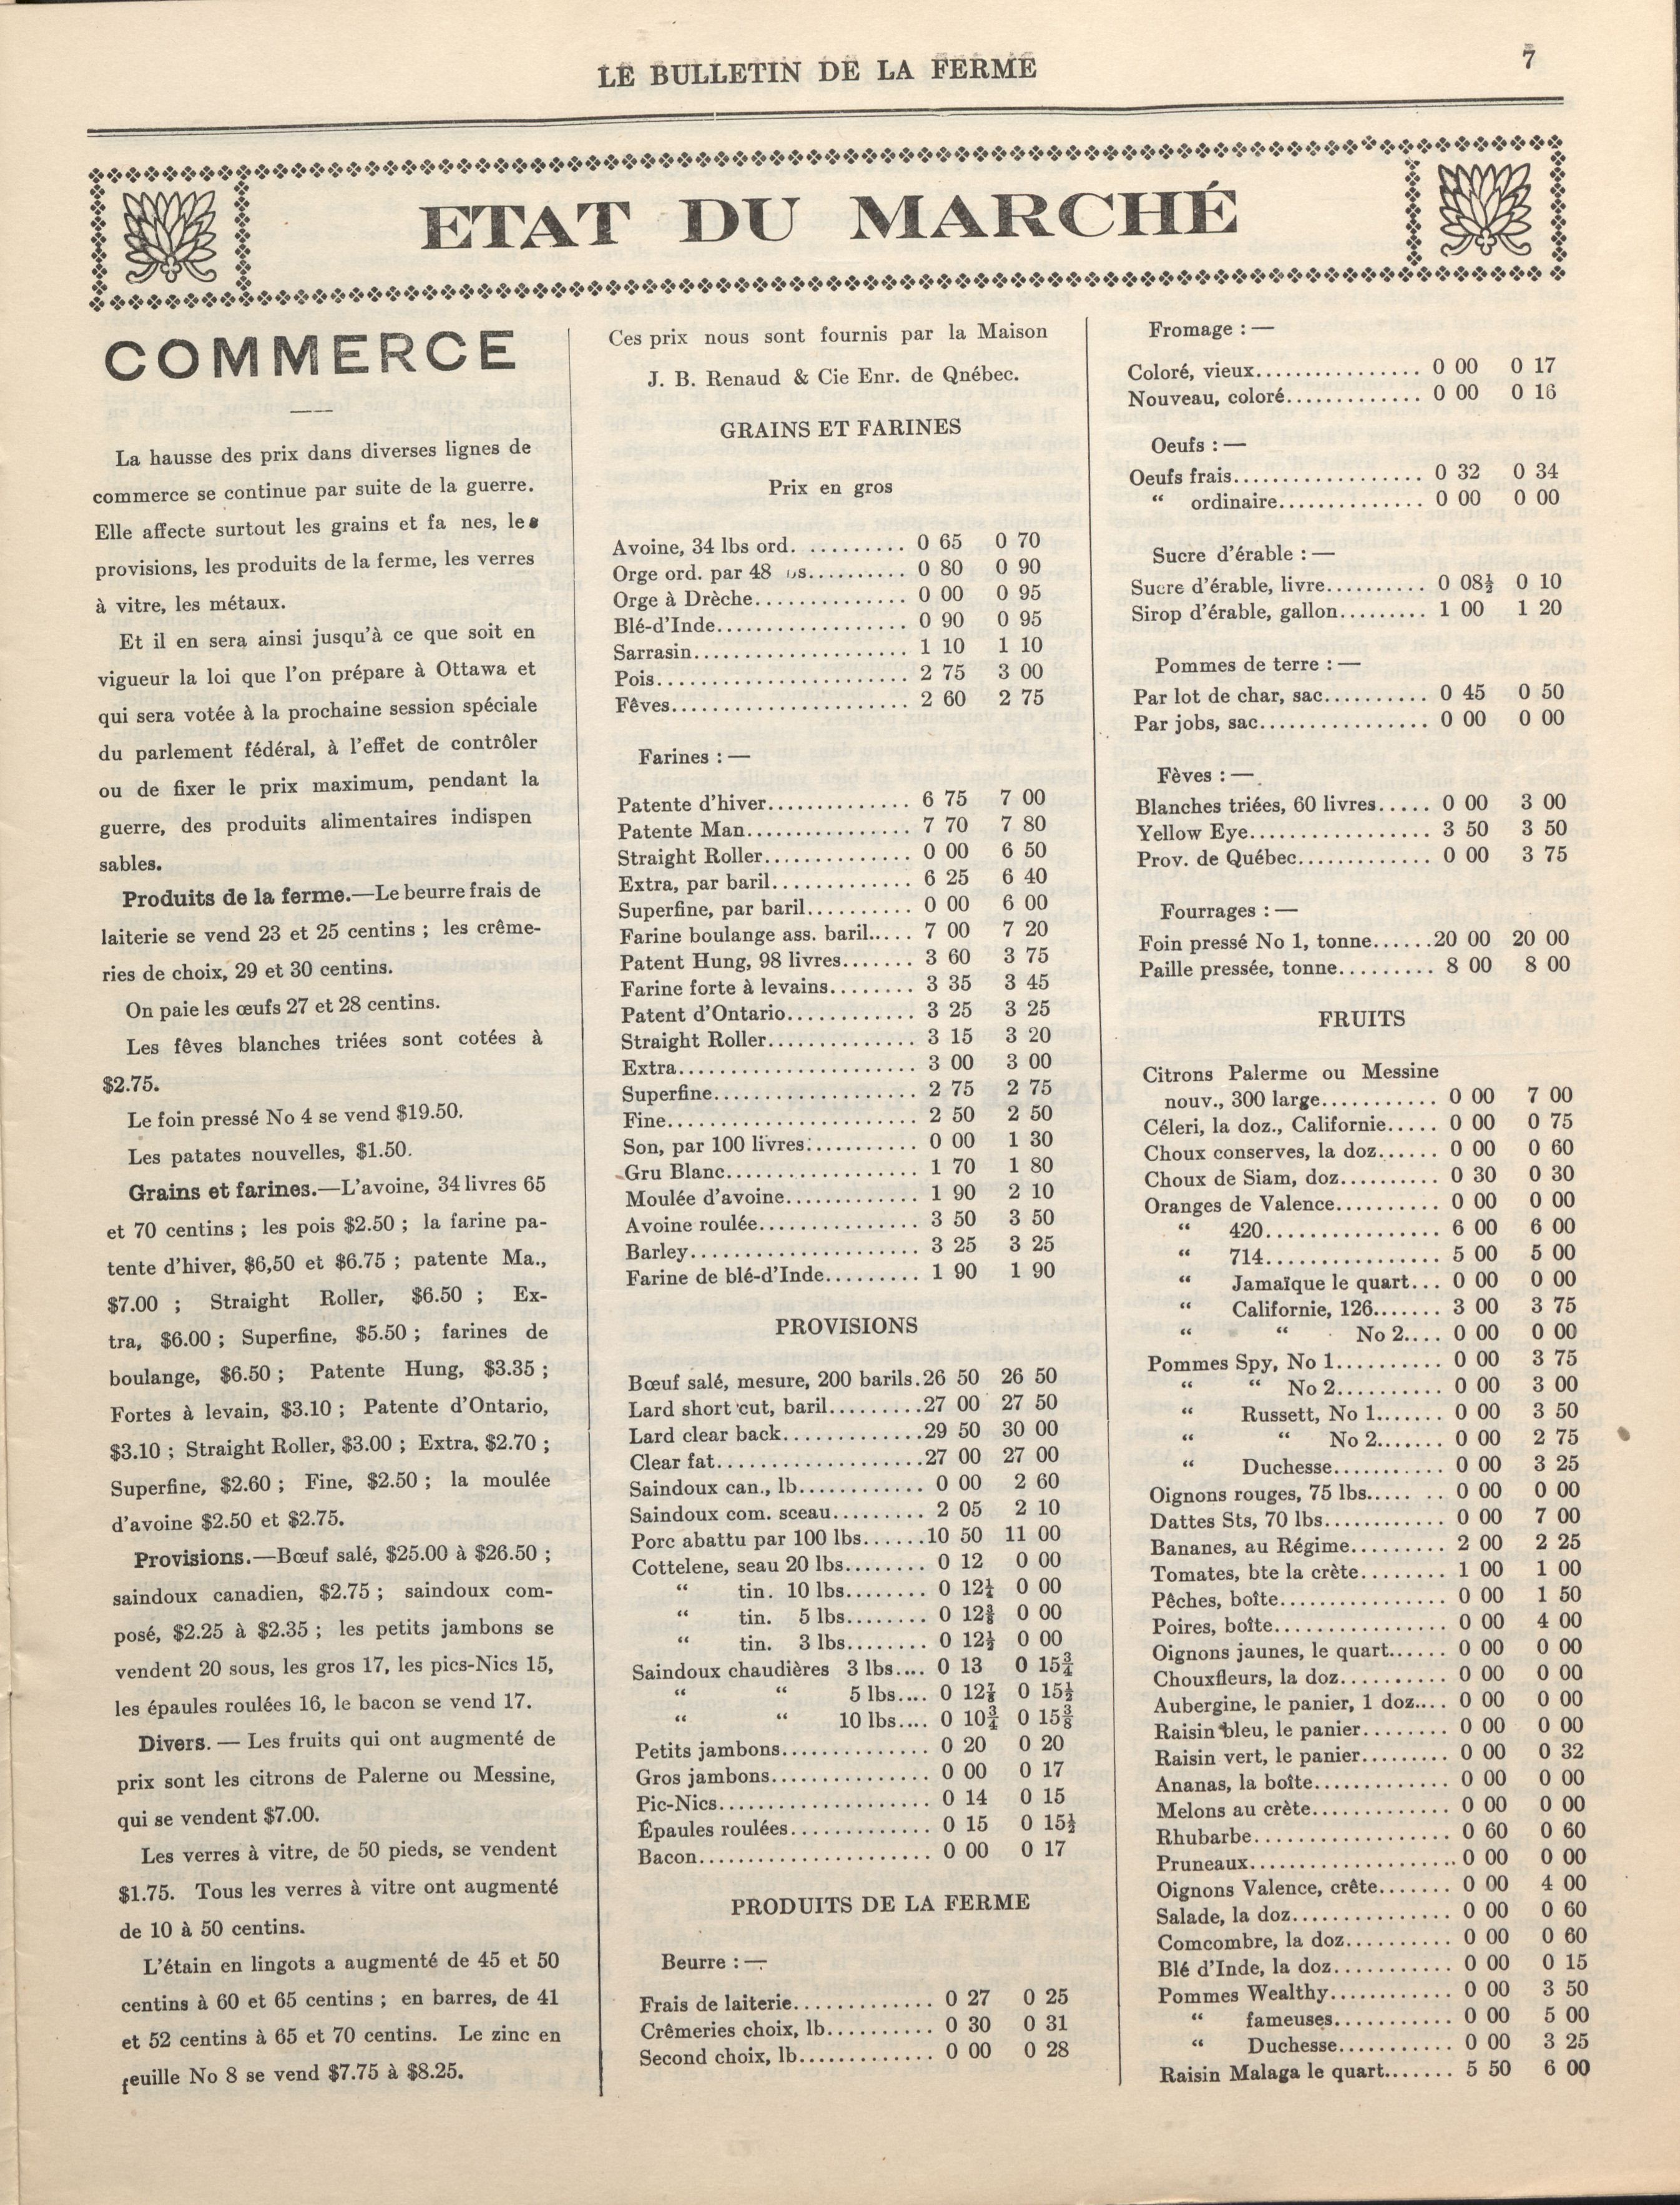 LE BULLETIN DE LA FERME
7
ETAT DU MARCHÉ
COMMERCE
La hausse des prix dans diverses lignes de
commerce se continue par suite de la guerre.
Elle affecte surtout les grains et fa nes, les
provisions, les produits de la ferme, les verres
à vitre, les métaux.
Et il en sera ainsi jusqu'à ce que soit en
vigueur la loi que l'on prépare à Ottawa et
qui sera votée à la prochaine session spéciale
du parlement fédéral, à l'effet de contrôler
ou de fixer le prix maximum, pendant la
guerre, des produits alimentaires indispen
sables.
Produits de la ferme.—Le beurre frais de
laiterie se vend 23 et 25 centins ; les crême-
ries de choix, 29 et 30 centins.
On paie les œufs 27 et 28 centins.
Les fêves blanches triées sont cotées à
$2.75.
Le foin pressé No 4 se vend $19.50.
Les patates nouvelles, $1.50.
Grains et farines.—L'avoine, 34 livres 65
et 70 centins ; les pois $2.50 ; la farine pa-
tente d'hiver, $6,50 et $6.75 ; patente Ma.,
$7.00 ; Straight Roller, $6.50 ; Ex-
tra, $6.00 ; Superfine, $5.50 ; farines de
boulange, $6.50 ; Patente Hung, $3.35 ;
Fortes à levain, $3.10 ; Patente d'Ontario,
$3.10 ; Straight Roller, $3.00 ; Extra, $2.70 ;
Superfine, $2.60 ; Fine, $2.50 ; la moulée
d'avoine $2.50 et $2.75.
Provisions.—Bœuf salé, $25.00 à $26.50 ;
saindoux canadien, $2.75 ; saindoux com-
posé, $2.25 à $2.35 ; les petits jambons se
vendent 20 sous, les gros 17, les pics-Nics 15,
les épaules roulées 16, le bacon se vend 17.
Divers. — Les fruits qui ont augmenté de
prix sont les citrons de Palerne ou Messine,
qui se vendent $7.00.
Les verres à vitre, de 50 pieds, se vendent
$1.75. Tous les verres à vitre ont augmenté
de 10 à 50 centins.
L'étain en lingots a augmenté de 45 et 50
centins à 60 et 65 centins ; en barres, de 41
et 52 centins à 65 et 70 centins. Le zinc en
feuille No 8 se vend $7.75 à $8.25.
Ces prix nous sont fournis par la Maison
J. B. Renaud & Cie Enr. de Qnébec.
GRAINS ET FARINES
Prix en gros
Avoine, 34 lbs ord. .......... 0 65 0 70
Orge ord. par 48 bs.......... 0 80 0 90
Orge à Drèche............... 0 00 0 95
Blé-d'Inde.................. 0 90 0 95
Sarrasin..................... 1 10 1 10
Pois......................... 2 75 3 00
Fêves........................ 2 60 2 75
Farines : —
Patente d'hiver.............. 6 75 7 00
Patente Man................ 7 70 7 80
Straight Roller.............. 0 00 6 50
Extra, par baril............. 6 25 6 40
Superfine, par baril.......... 0 00 6 00
Farine boulange ass. baril..... 7 00 7 20
Patent Hung, 98 livres....... 3 60 3 75
Farine forte à levains........ 3 35 3 45
Patent d'Ontario............ 3 25 3 25
Straight Roller.............. 3 15 3 20
Extra....................... 3 00 3 00
Superfine.................... 2 75 2 75
Fine........................ 2 50 2 50
Son, par 100 livres........... 0 00 1 30
Gru Blanc................... 1 70 1 80
Moulée d'avoine............. 1 90 2 10
Avoine roulée................ 3 50 3 50
Barley....................... 3 25 3 25
Farine de blé-d'Inde......... 1 90 1 90
PROVISIONS
Bœuf salé, mesure, 200 barils.26 50 26 50
Lard short cut, baril.........27 00 27 50
Lard clear back..............29 50 30 00
Clear fat....................27 00 27 00
Saindoux can., lb............ 0 00 2 60
Saindoux com. sceau......... 2 05 2 10
Porc abattu par 100 lbs......10 50 11 00
Cottelene, seau 20 lbs........ 0 12 0 00
“ tin. 10 lbs........ 0 12¼ 0 00
“ tin. 5 lbs........ 0 12⅜ 0 00
“ tin. 3 lbs........ 0 12½ 0 00
Saindoux chaudières 3 lbs.... 0 13 0 15¾
“ “ 5 lbs.... 0 12⅞ 0 15½
“ “ 10 lbs.... 0 10¾ 0 15⅜
Petits jambons............... 0 20 0 20
Gros jambons................ 0 00 0 17
Pic-Nics..................... 0 14 0 15
Épaules roulées.............. 0 15 0 15½
Bacon....................... 0 00 0 17
PRODUITS DE LA FERME
Beurre : —
Frais de laiterie.............. 0 27 0 25
Crêmeries choix, lb........... 0 30 0 31
Second choix, lb.............. 0 00 0 28
Fromage : —
Coloré, vieux................ 0 00 0 17
Nouveau, coloré............. 0 00 0 16
Oeufs : —
Oeufs frais................... 0 32 0 34
“ ordinaire.............. 0 00 0 00
Sucre d'érable : —
Sucre d'érable, livre.......... 0 08½ 0 10
Sirop d'érable, gallon......... 1 00 1 20
Pommes de terre : —
Par lot de char, sac.......... 0 45 0 50
Par jobs, sac................ 0 00 0 00
Fèves : —
Blanches triées, 60 livres..... 0 00 3 00
Yellow Eye.................. 3 50 3 50
Prov. de Québec............. 0 00 3 75
Fourrages : —
Foin pressé No 1, tonne......20 00 20 00
Paille pressée, tonne......... 8 00 8 00
FRUITS
Citrons Palerme ou Messine
nouv., 300 large........... 0 00 7 00
Céleri, la doz., Californie..... 0 00 0 75
Choux conserves, la doz...... 0 00 0 60
Choux de Siam, doz.......... 0 30 0 30
Oranges de Valence.......... 0 00 0 00
“ 420................. 6 00 6 00
“ 714................. 5 00 5 00
“ Jamaïque le quart... 0 00 0 00
“ Californie, 126....... 3 00 3 75
“ “ No 2.... 0 00 0 00
Pommes Spy, No 1.......... 0 00 3 75
“ “ No 2.......... 0 00 3 00
“ Russett, No 1....... 0 00 3 50
“ “ No 2....... 0 00 2 75
“ Duchesse........... 0 00 3 25
Oignons rouges, 75 lbs........ 0 00 0 00
Dattes Sts, 70 lbs............ 0 00 7 00
Bananes, au Régime......... 2 00 2 25
Tomates, bte la crète........ 1 00 1 00
Pêches, boîte................ 0 00 1 50
Poires, boîte................. 0 00 4 00
Oignons jaunes, le quart...... 0 00 0 00
Chouxfleurs, la doz........... 0 00 0 00
Aubergine, le panier, 1 doz.... 0 00 0 00
Raisin bleu, le panier........ 0 00 0 00
Raisin vert, le panier......... 0 00 0 32
Ananas, la boîte............. 0 00 0 00
Melons au crète.............. 0 00 0 00
Rhubarbe................... 0 60 0 60
Pruneaux.................... 0 00 0 00
Oignons Valence, crête....... 0 00 4 00
Salade, la doz................ 0 00 0 60
Comcombre, la doz.......... 0 00 0 60
Blé d'Inde, la doz............ 0 00 0 15
Pommes Wealthy............ 0 00 3 50
“ fameuses........... 0 00 5 00
“ Duchesse........... 0 00 3 25
Raisin Malaga le quart....... 5 50 6 00